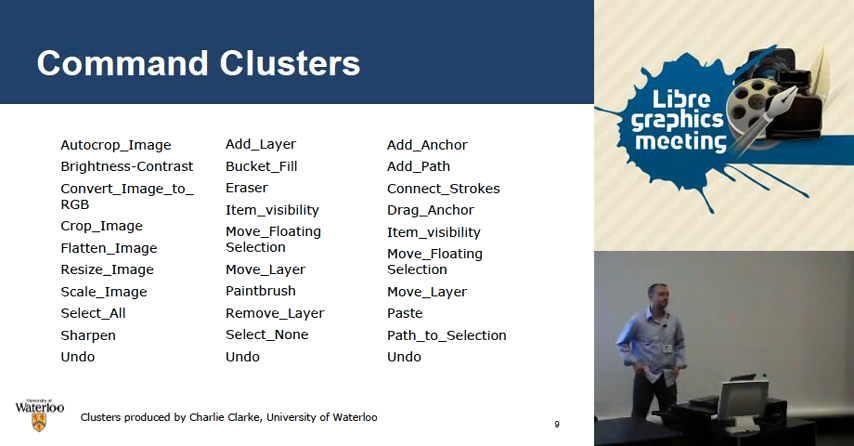 Command Clusters
Autocrop_Image
Brightness-Contrast
Convert_Image_to_
RGB
Crop_Image
Flatten_Image
Resize_Image
Scale_Image
Select_All
Sharpen
Undo
Add_Layer
Bucket_Fill
Eraser
Item_visibility
Move_Floating
Selection
Move_Layer
Paintbrush
Remove_Layer
Select_None
Undo
Add_Anchor
Add_Path
Connect_Strokes
Drag_Anchor
Item_visibility
Move_Floating
Selection
Move_Layer
Paste
Path_to_Selection
Undo
University of
Waterloo
Clusters produced by Charlie Clarke, University of Waterloo
9
Libre
graphics
meeting